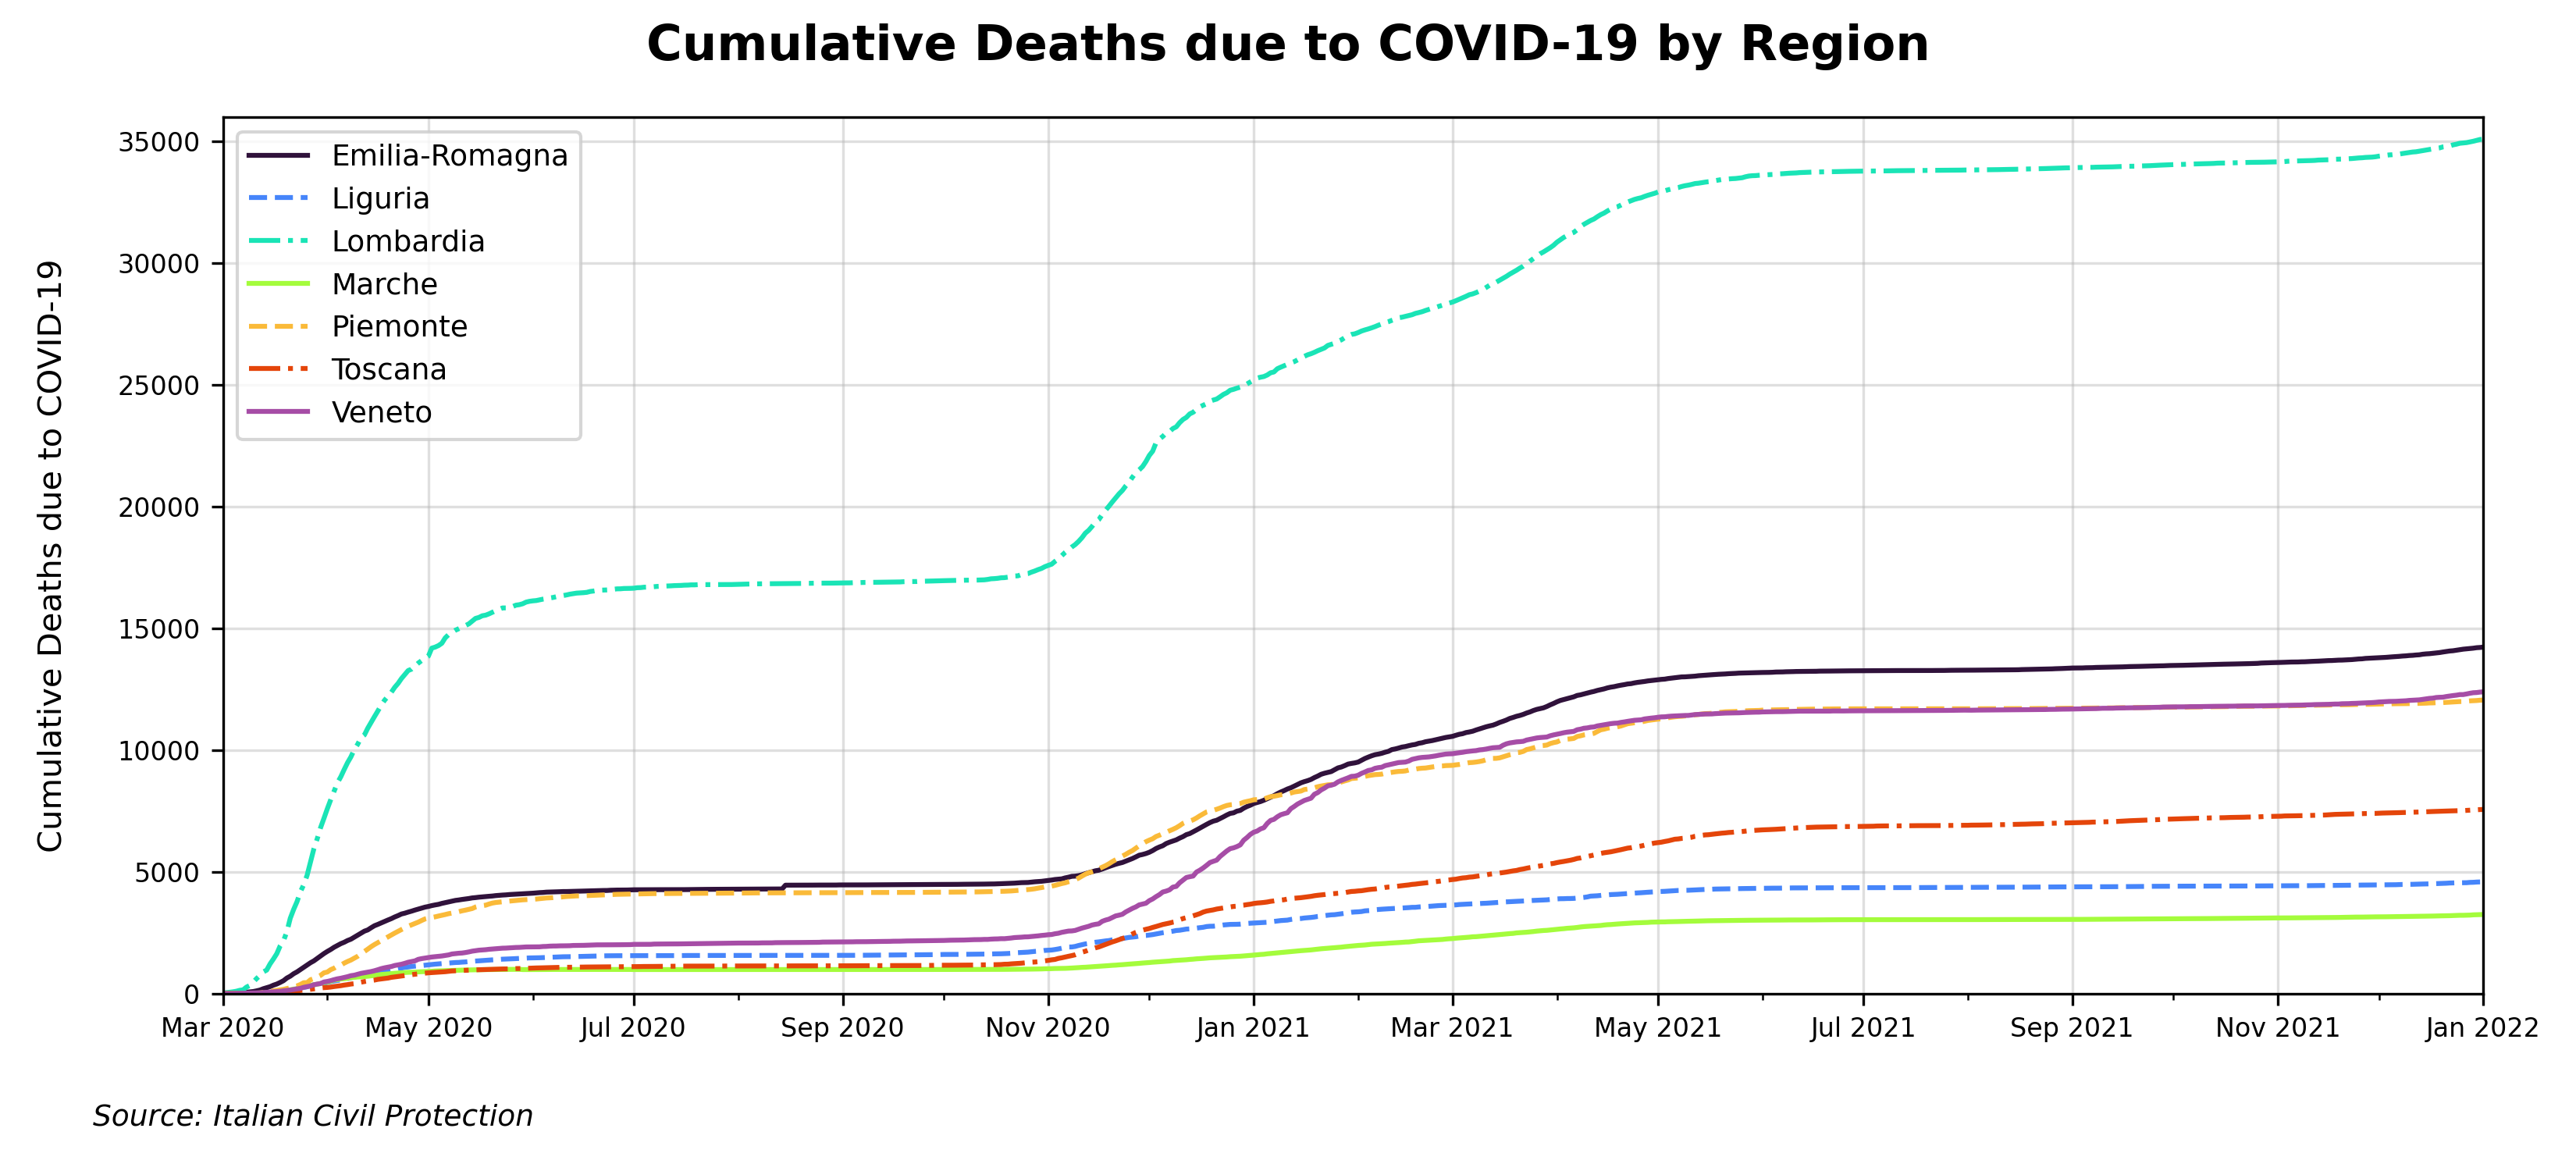 Cumulative Deaths due to COVID-19 by Region
Cumulative Deaths due to COVID-19
35000
30000
25000
20000
15000
10000
5000
0
Emilia-Romagna
Liguria
Lombardia
Marche
Piemonte
Toscana
Veneto
Mar 2020 May 2020 Jul 2020 Sep 2020 Nov 2020 Jan 2021 Mar 2021 May 2021 Jul 2021 Sep 2021 Nov 2021 Jan 2022
Source: Italian Civil Protection